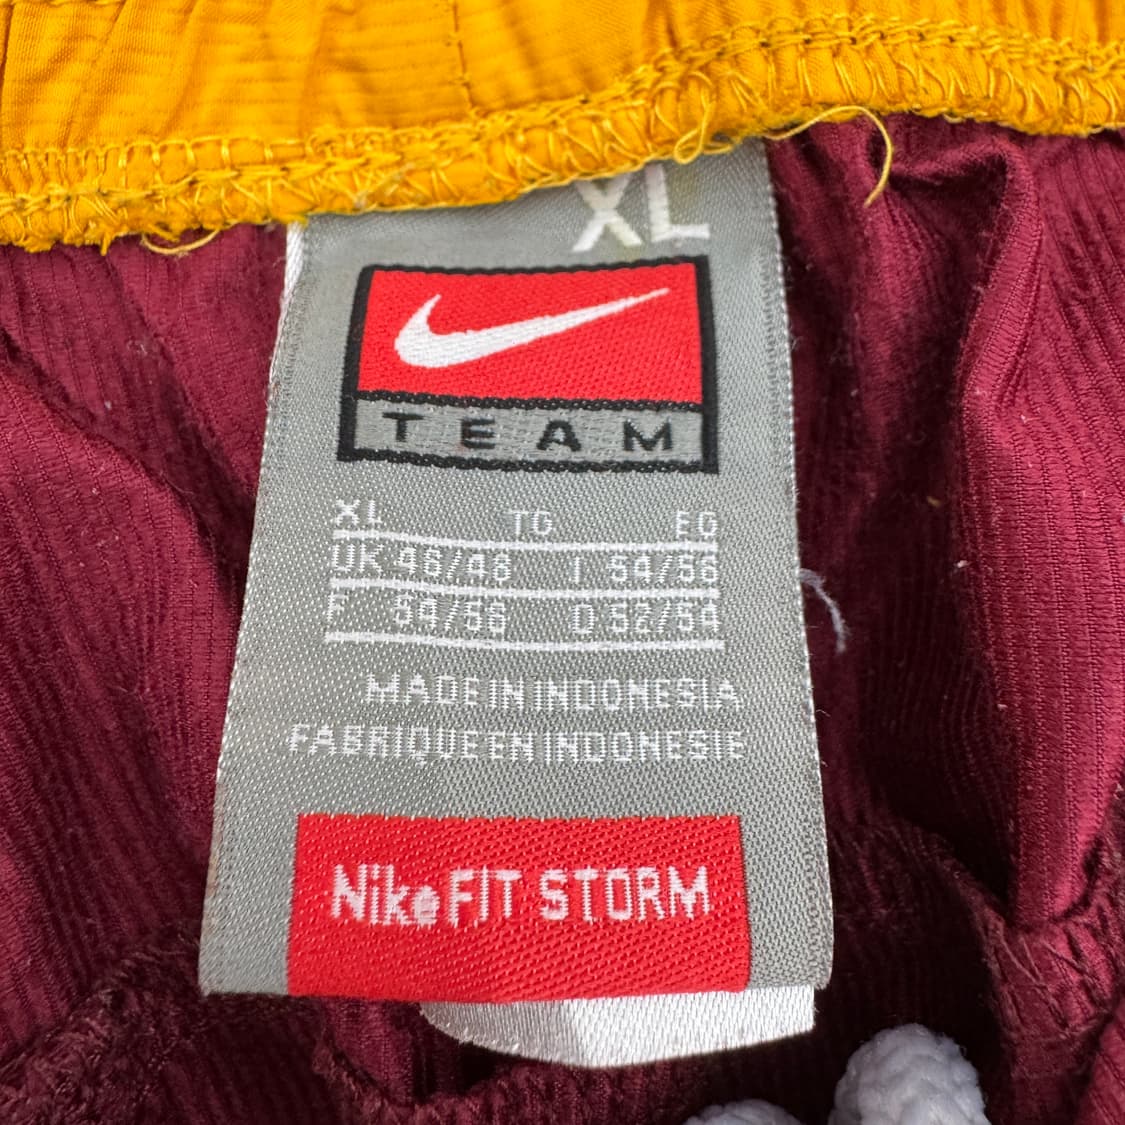 XL
TEAM
XL TG EG
UK 46/48 I 54/56
F 54/56 D 52/54
MADE IN INDONESIA
FABRIQUE EN INDONESIE
Nike FIT STORM